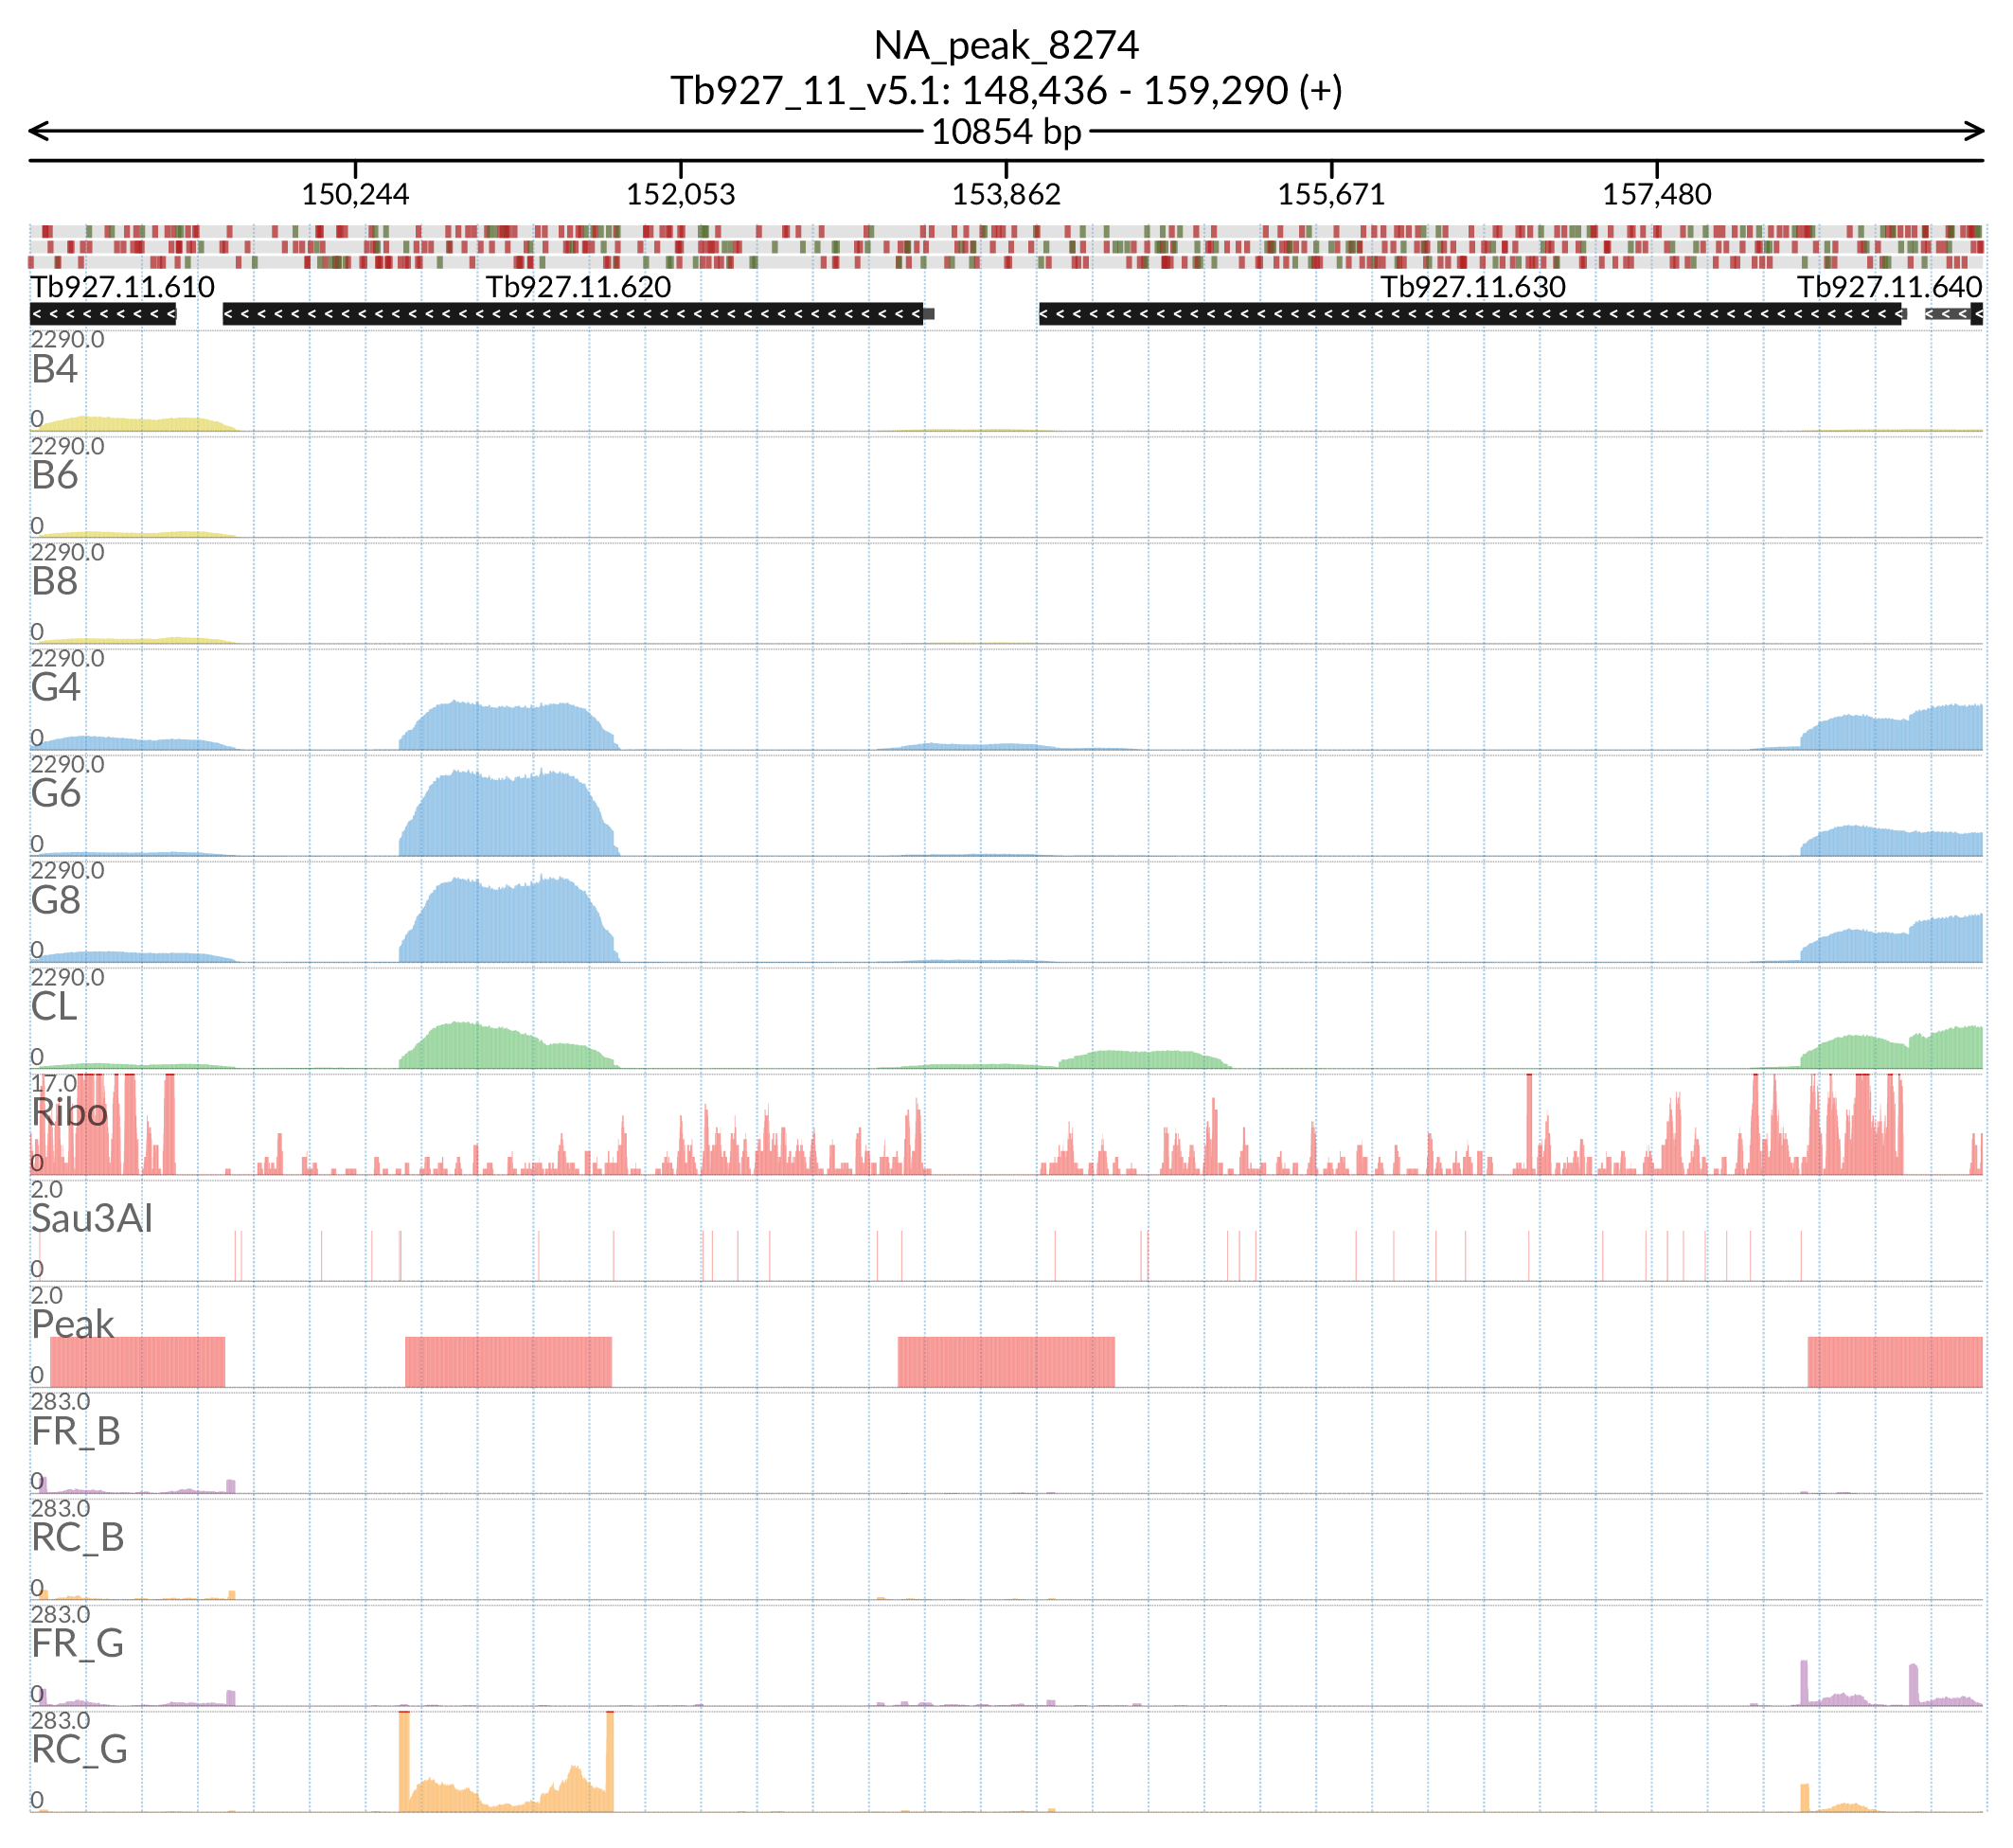 NA_peak_8274
Tb927_11_v5.1: 148,436 - 159,290 (+)
10854 bp
150,244 152,053 153,862 155,671 157,480
Tb927.11.610 Tb927.11.620 Tb927.11.630 Tb927.11.640
2290.0
B4
0
2290.0
B6
0
2290.0
B8
0
2290.0
G4
0
2290.0
G6
0
2290.0
G8
0
2290.0
CL
0
17.0
Ribo
0
2.0
Sau3AI
0
2.0
Peak
0
283.0
FR_B
0
283.0
RC_B
0
283.0
FR_G
0
283.0
RC_G
0